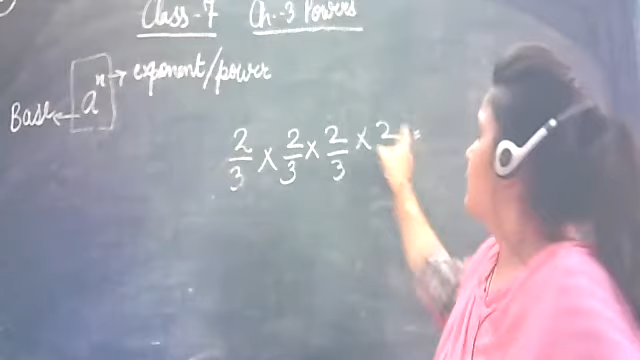 Class-7 Ch.-3 Powers
aⁿ → exponent/power
Base ←
2/3 × 2/3 × 2/3 × 2 =